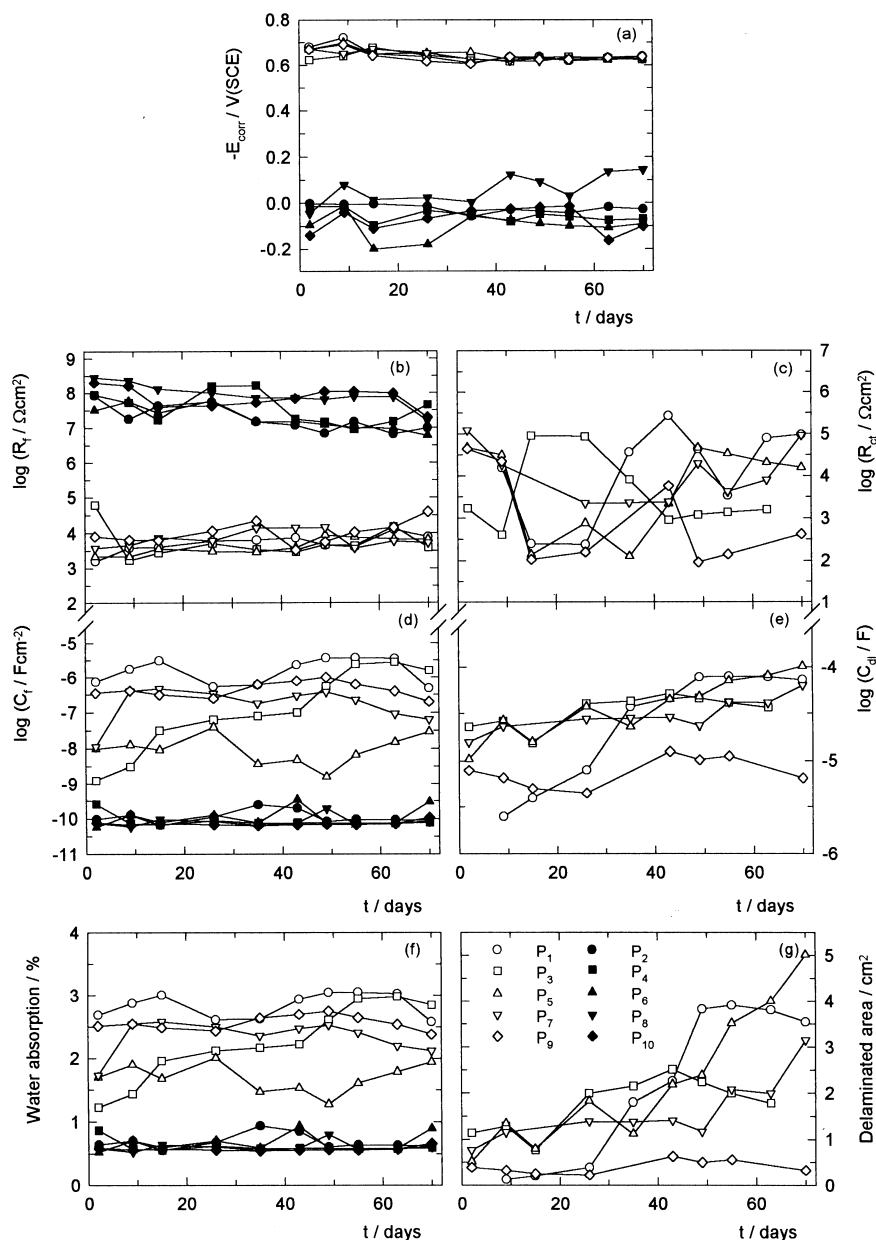 (a)
-E_corr / V(SCE)
0.8
0.6
0.4
0.2
0.0
-0.2
0 20 40 60
t / days
(b)
log (R_f / Ωcm²)
9
8
7
6
5
4
3
2
(c)
log (R_ct / Ωcm²)
7
6
5
4
3
2
1
(d)
log (C_f / Fcm⁻²)
-5
-6
-7
-8
-9
-10
-11
0 20 40 60
t / days
(e)
log (C_dl / F)
-4
-5
-6
0 20 40 60
t / days
(f)
Water absorption / %
4
3
2
1
0
0 20 40 60
t / days
(g)
P₁ P₂
P₃ P₄
P₅ P₆
P₇ P₈
P₉ P₁₀
Delaminated area / cm²
5
4
3
2
1
0
0 20 40 60
t / days